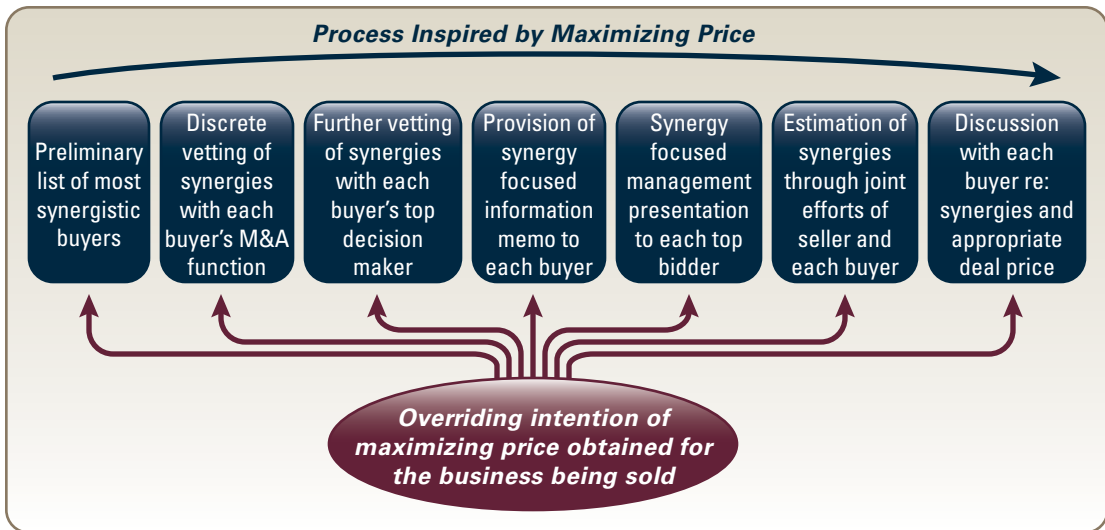 Process Inspired by Maximizing Price
Preliminary
list of most
synergistic
buyers
Discrete
vetting of
synergies
with each
buyer's M&A
function
Further vetting
of synergies
with each
buyer's top
decision
maker
Provision of
synergy
focused
information
memo to
each buyer
Synergy
focused
management
presentation
to each top
bidder
Estimation of
synergies
through joint
efforts of
seller and
each buyer
Discussion
with each
buyer re:
synergies and
appropriate
deal price
Overriding intention of
maximizing price obtained for
the business being sold